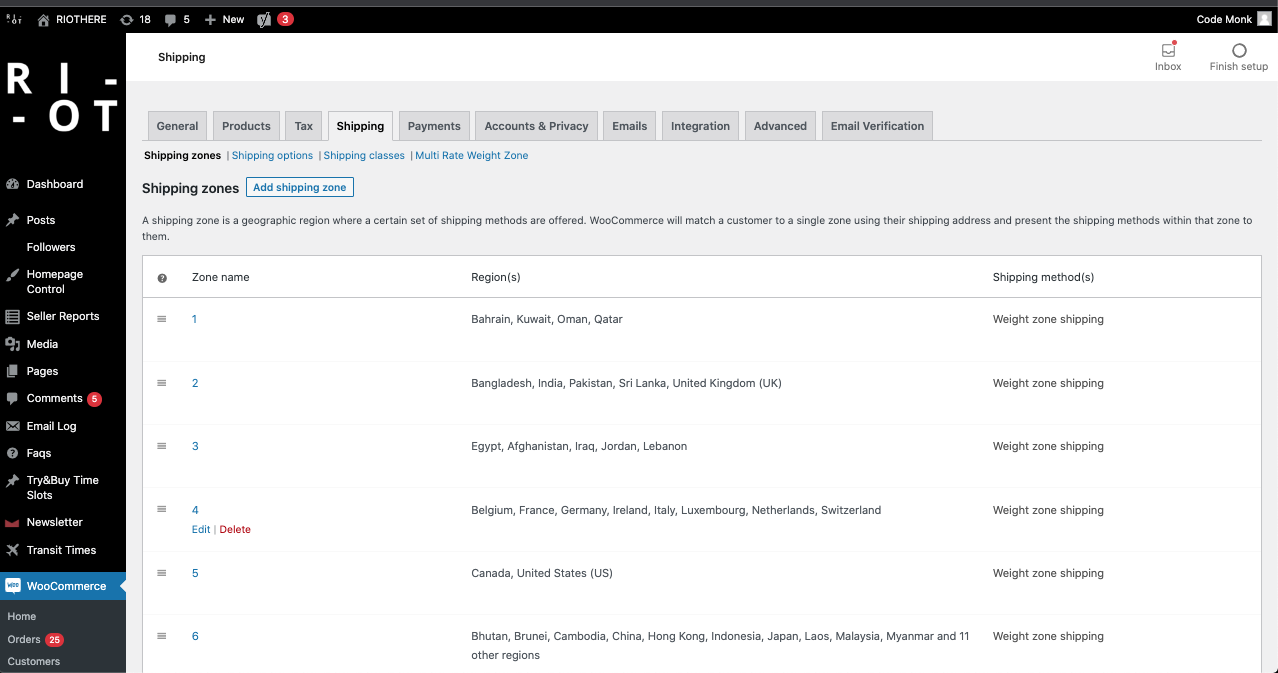 RI-OT
RIOTHERE 18 5 New 3
Code Monk
RI-
-OT
Shipping
Inbox
Finish setup
General Products Tax Shipping Payments Accounts & Privacy Emails Integration Advanced Email Verification
Shipping zones | Shipping options | Shipping classes | Multi Rate Weight Zone
Shipping zones Add shipping zone
A shipping zone is a geographic region where a certain set of shipping methods are offered. WooCommerce will match a customer to a single zone using their shipping address and present the shipping methods within that zone to
them.
Zone name Region(s) Shipping method(s)
1 Bahrain, Kuwait, Oman, Qatar Weight zone shipping
2 Bangladesh, India, Pakistan, Sri Lanka, United Kingdom (UK) Weight zone shipping
3 Egypt, Afghanistan, Iraq, Jordan, Lebanon Weight zone shipping
4 Belgium, France, Germany, Ireland, Italy, Luxembourg, Netherlands, Switzerland Weight zone shipping
Edit | Delete
5 Canada, United States (US) Weight zone shipping
6 Bhutan, Brunei, Cambodia, China, Hong Kong, Indonesia, Japan, Laos, Malaysia, Myanmar and 11 Weight zone shipping
other regions
Dashboard
Posts
Followers
Homepage
Control
Seller Reports
Media
Pages
Comments 5
Email Log
Faqs
Try&Buy Time
Slots
Newsletter
Transit Times
WooCommerce
Home
Orders 25
Customers